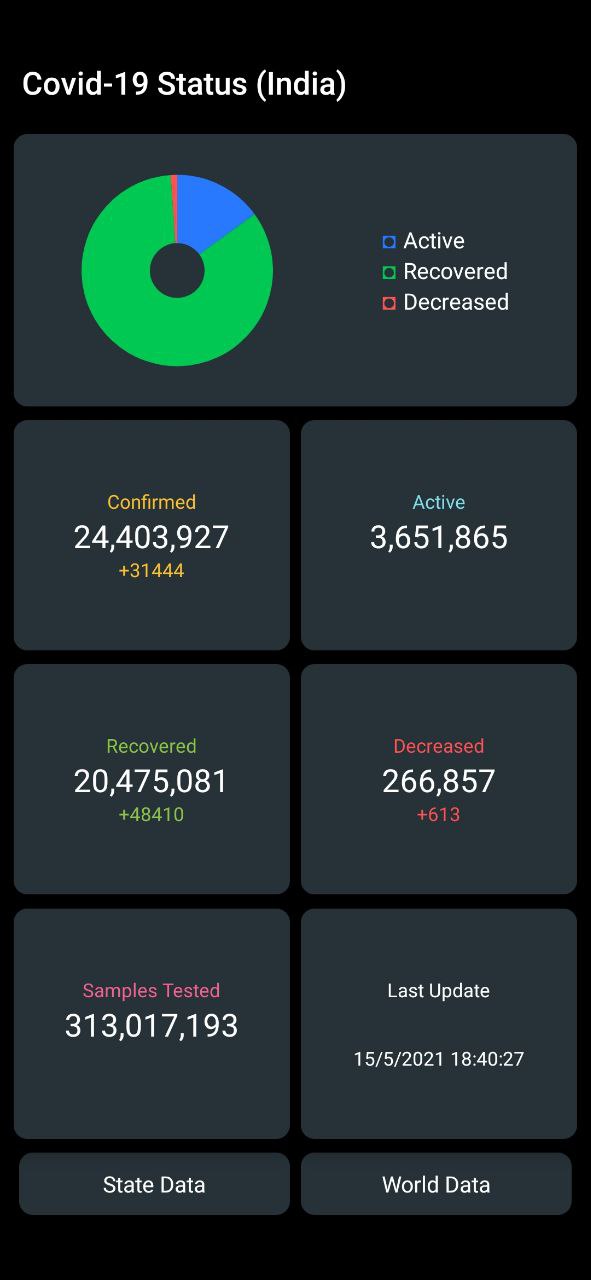 Covid-19 Status (India)
Active
Recovered
Decreased
Confirmed
24,403,927
+31444
Active
3,651,865
Recovered
20,475,081
+48410
Decreased
266,857
+613
Samples Tested
313,017,193
Last Update
15/5/2021 18:40:27
State Data
World Data